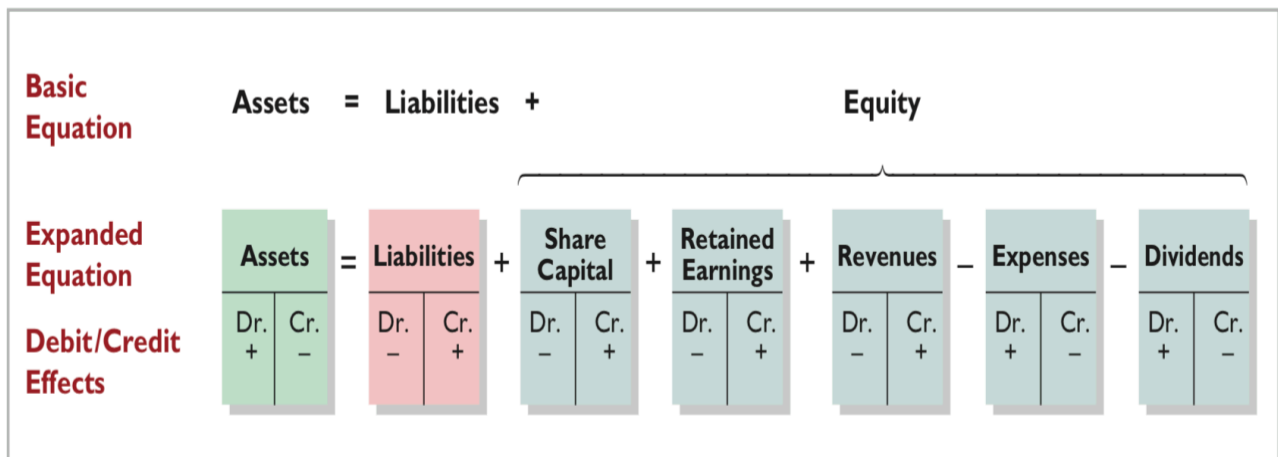 Basic
Equation
Assets = Liabilities + Equity
Expanded
Equation
Assets = Liabilities + Share Capital + Retained Earnings + Revenues – Expenses – Dividends
Debit/Credit
Effects
Dr. Cr. Dr. Cr. Dr. Cr. Dr. Cr. Dr. Cr. Dr. Cr. Dr. Cr.
+ – – + – + – + – + + – + –